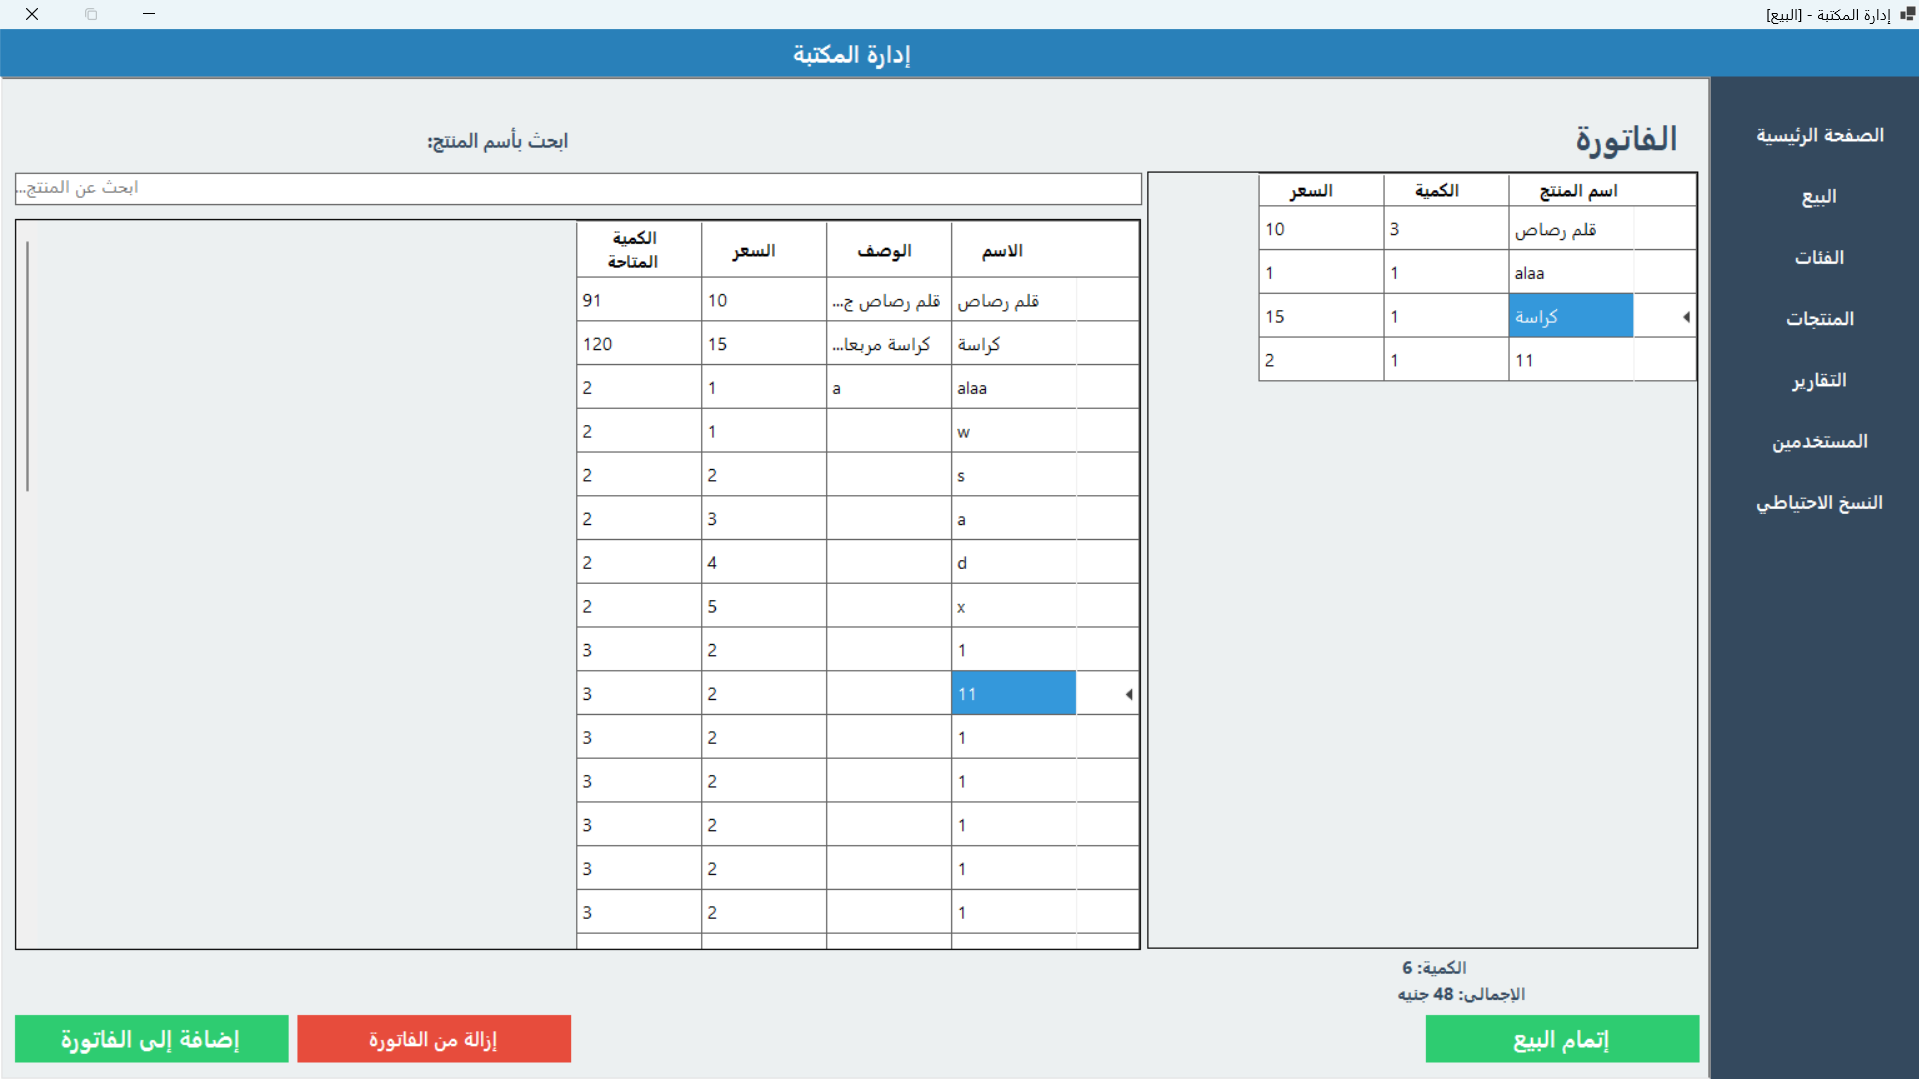 إدارة المكتبة - [البيع]
إدارة المكتبة
الصفحة الرئيسية
البيع
الفئات
المنتجات
التقارير
المستخدمين
النسخ الاحتياطي
الفاتورة
اسم المنتج الكمية السعر
قلم رصاص 3 10
alaa 1 1
كراسة 1 15
11 1 2
الكمية: 6
الإجمالى: 48 جنيه
إتمام البيع
ابحث بأسم المنتج:
ابحث عن المنتج...
الاسم الوصف السعر الكمية
المتاحة
قلم رصاص قلم رصاص ج... 10 91
كراسة كراسة مربعا... 15 120
alaa a 1 2
w 1 2
s 2 2
a 3 2
d 4 2
x 5 2
1 2 3
11 2 3
1 2 3
1 2 3
1 2 3
1 2 3
1 2 3
إزالة من الفاتورة
إضافة إلى الفاتورة